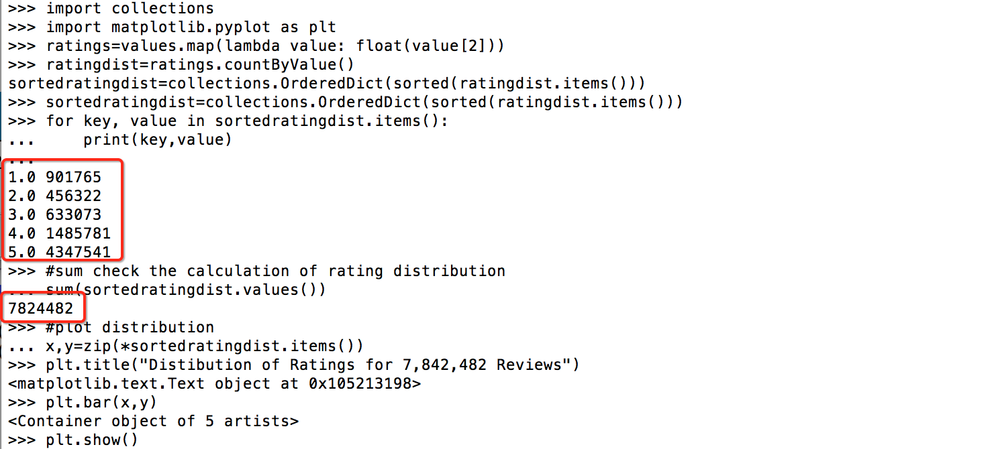 >>> import collections
>>> import matplotlib.pyplot as plt
>>> ratings=values.map(lambda value: float(value[2]))
>>> ratingdist=ratings.countByValue()
sortedratingdist=collections.OrderedDict(sorted(ratingdist.items()))
>>> sortedratingdist=collections.OrderedDict(sorted(ratingdist.items()))
>>> for key, value in sortedratingdist.items():
...     print(key,value)
...
1.0 901765
2.0 456322
3.0 633073
4.0 1485781
5.0 4347541
>>> #sum check the calculation of rating distribution
... sum(sortedratingdist.values())
7824482
>>> #plot distribution
... x,y=zip(*sortedratingdist.items())
>>> plt.title("Distibution of Ratings for 7,842,482 Reviews")
<matplotlib.text.Text object at 0x105213198>
>>> plt.bar(x,y)
<Container object of 5 artists>
>>> plt.show()